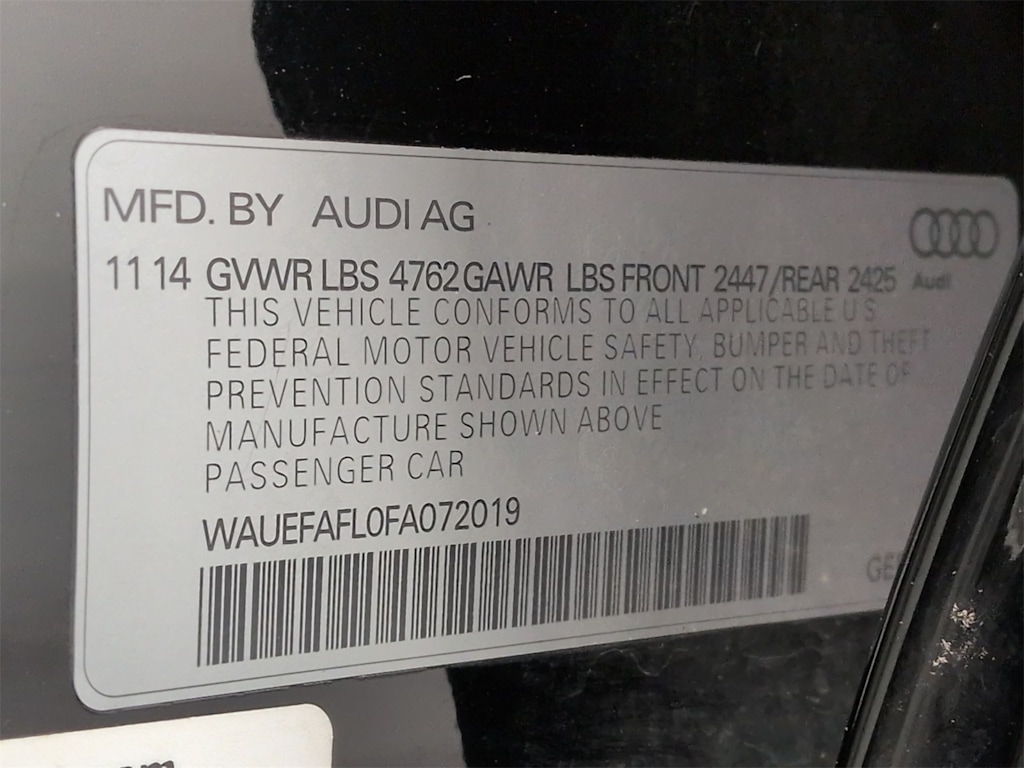 MFD. BY AUDI AG
Audi
11 14 GVWR LBS 4762 GAWR LBS FRONT 2447/REAR 2425
THIS VEHICLE CONFORMS TO ALL APPLICABLE U S
FEDERAL MOTOR VEHICLE SAFETY, BUMPER AND THEFT
PREVENTION STANDARDS IN EFFECT ON THE DATE OF
MANUFACTURE SHOWN ABOVE
PASSENGER CAR
WAUEFAFL0FA072019